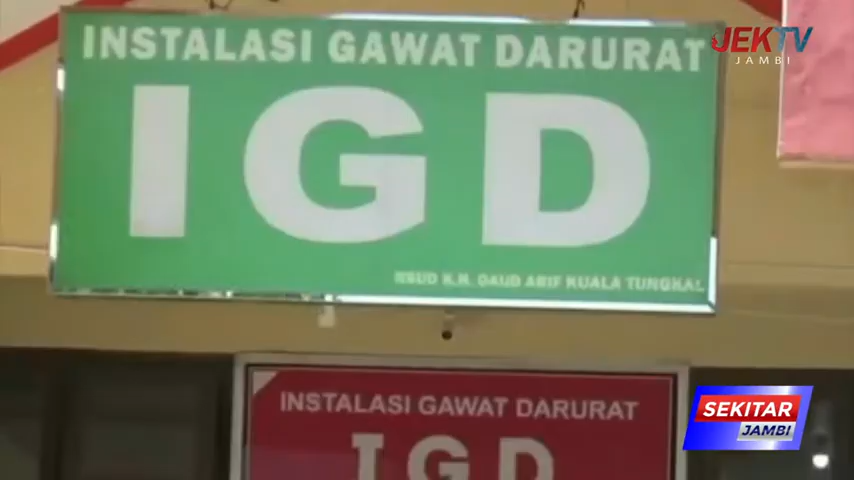 INSTALASI GAWAT DARURAT
IGD
RSUD K.H. DAUD ARIF KUALA TUNGKAL
INSTALASI GAWAT DARURAT
IGD
JEKTV
JAMBI
SEKITAR
JAMBI